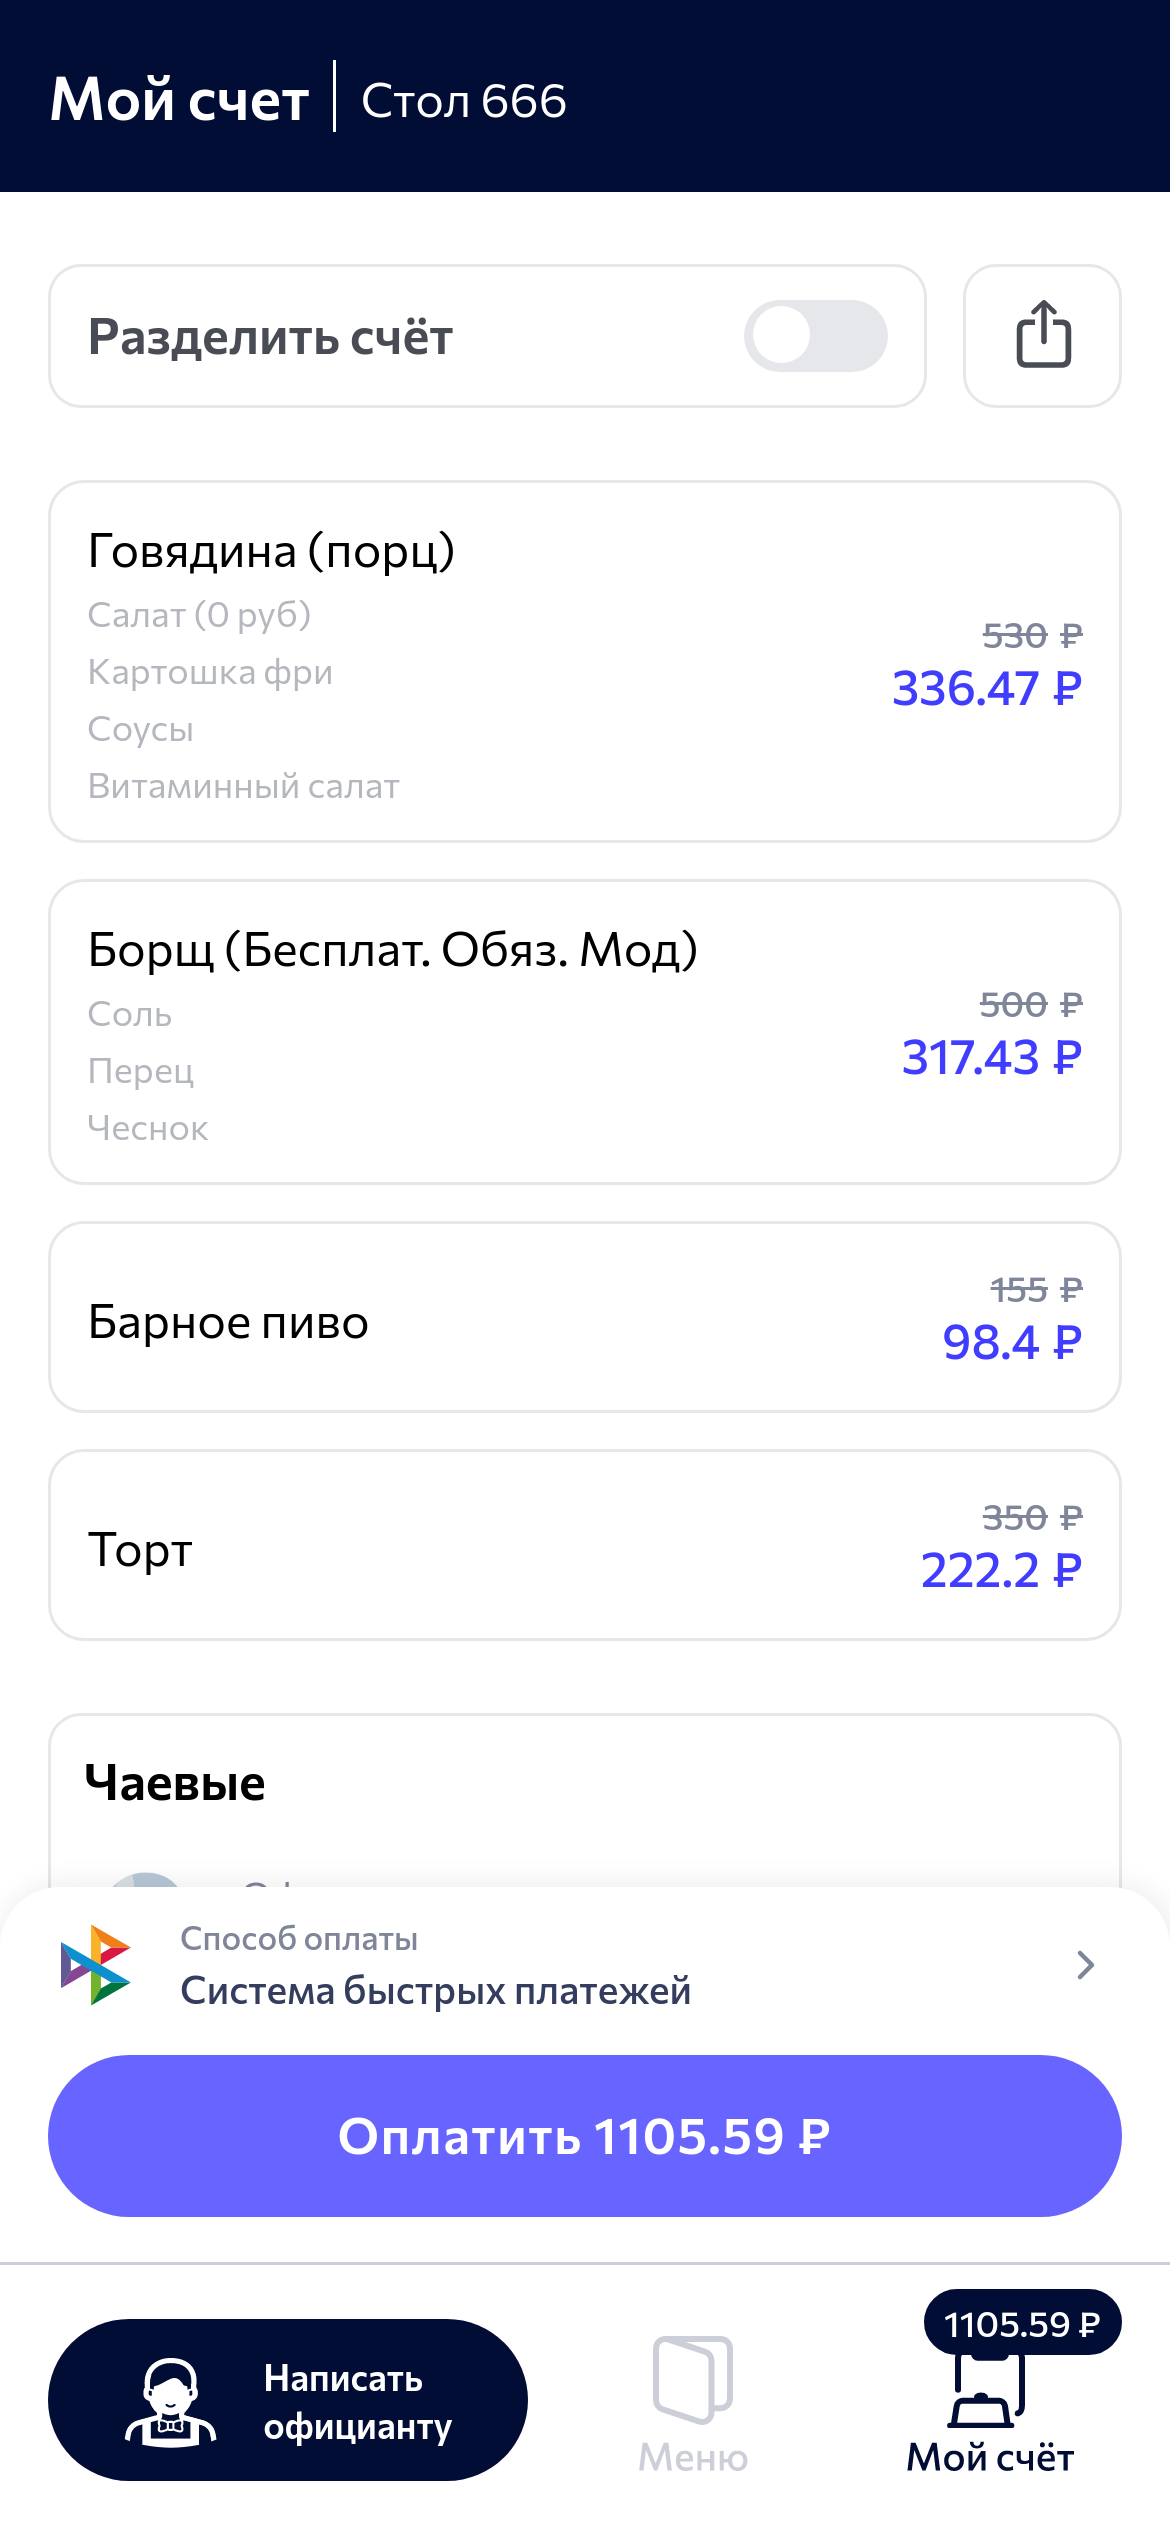 Мой счет
Стол 666
Разделить счёт
Говядина (порц)
Салат (0 руб)
Картошка фри
Соусы
Витаминный салат
530 ₽
336.47 ₽
Борщ (Бесплат. Обяз. Мод)
Соль
Перец
Чеснок
500 ₽
317.43 ₽
Барное пиво
155 ₽
98.4 ₽
Торт
350 ₽
222.2 ₽
Чаевые
Способ оплаты
Система быстрых платежей
Оплатить 1105.59 ₽
Написать
официанту
Меню
1105.59 ₽
Мой счёт